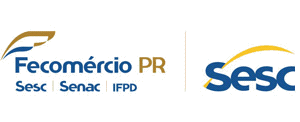 Fecomércio PR
Sesc | Senac | IFPD
Sesc